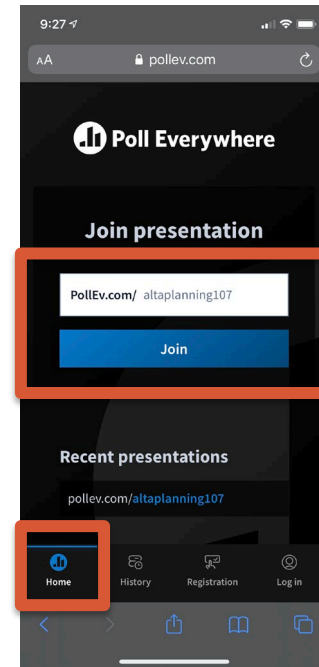 9:27
AA pollev.com
Poll Everywhere
Join presentation
PollEv.com/ altaplanning107
Join
Recent presentations
pollev.com/altaplanning107
Home History Registration Log in